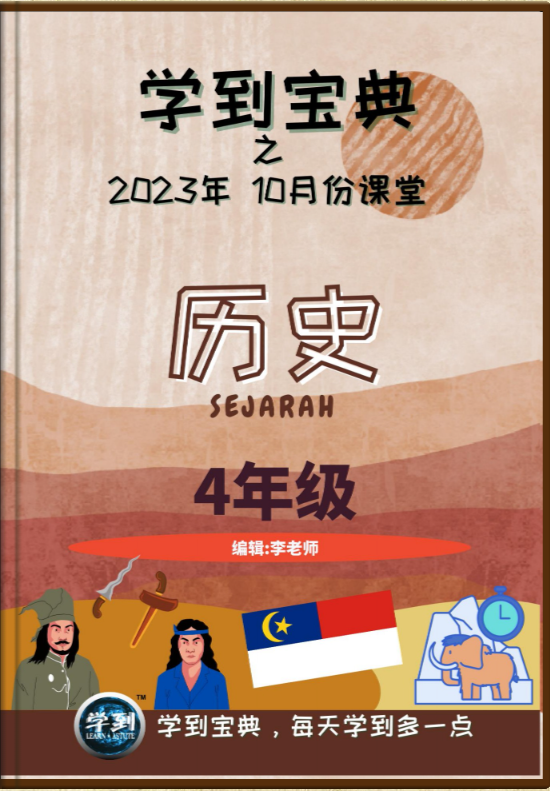 学到宝典
之
2023年 10月份课堂
历史
SEJARAH
4年级
编辑:李老师
学到
LEARN ASTUTE
TM
学到宝典，每天学到多一点